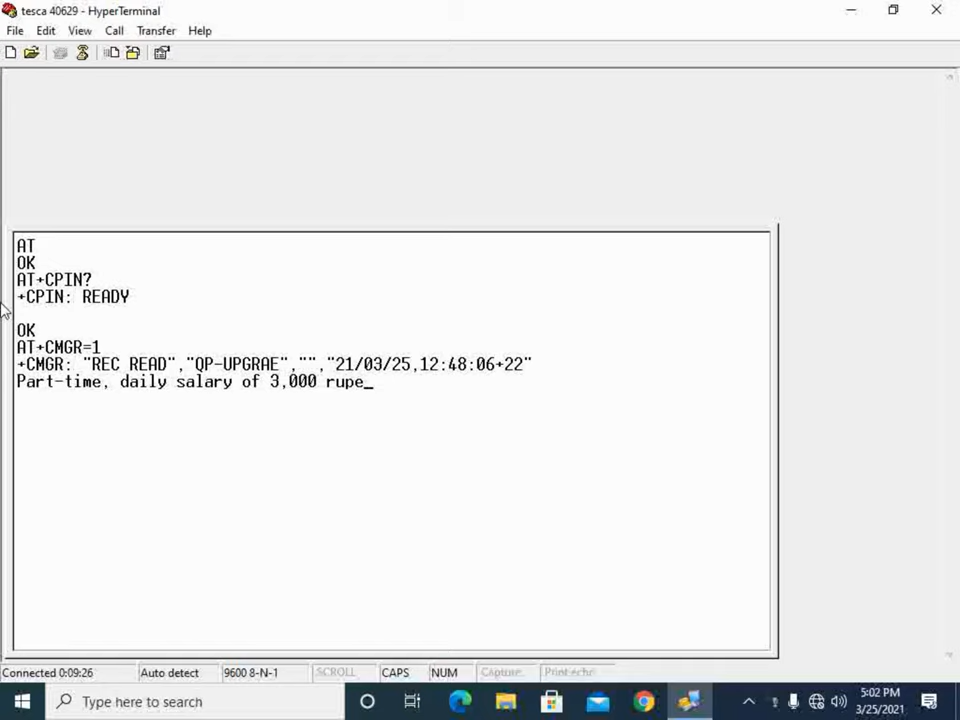 tesca 40629 - HyperTerminal
File Edit View Call Transfer Help
AT
OK
AT+CPIN?
+CPIN: READY
OK
AT+CMGR=1
+CMGR: "REC READ","QP-UPGRAE","","21/03/25,12:48:06+22"
Part-time, daily salary of 3,000 rupe_
Connected 0:09:26 Auto detect 9600 8-N-1 SCROLL CAPS NUM Capture Print echo
Type here to search
5:02 PM
3/25/2021